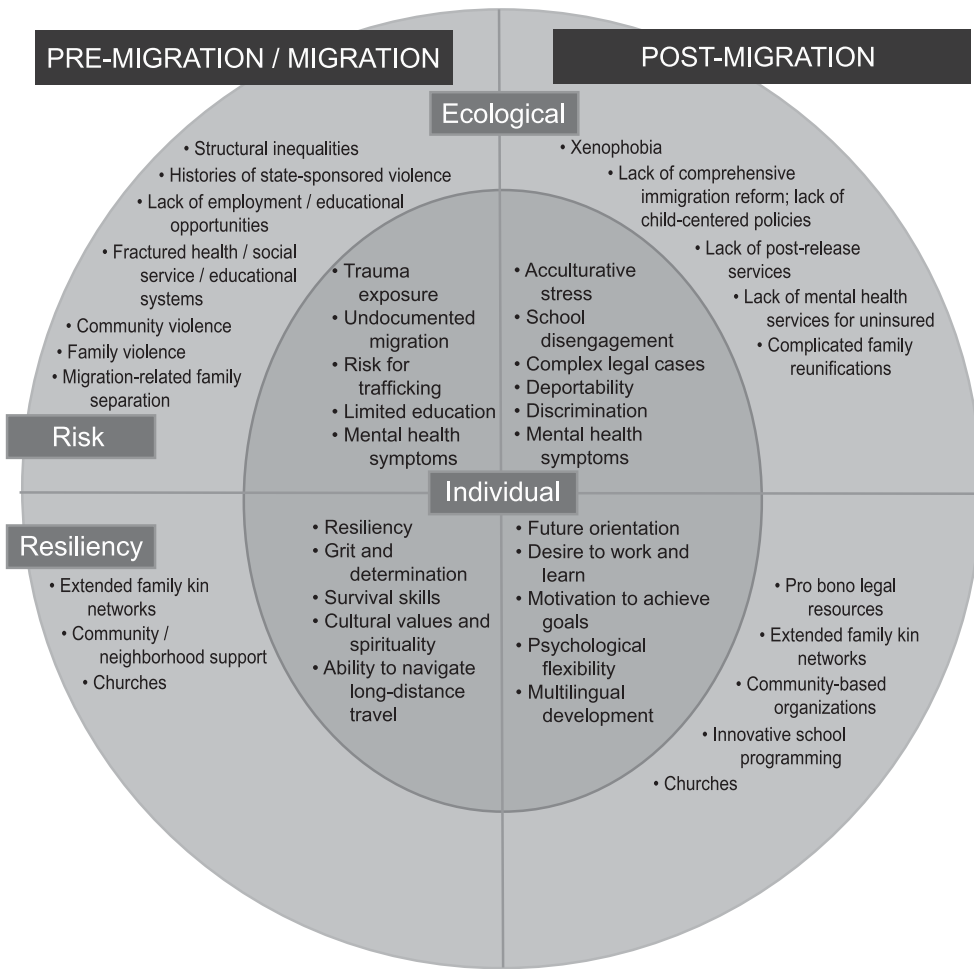 PRE-MIGRATION / MIGRATION
POST-MIGRATION
Ecological
• Structural inequalities
• Histories of state-sponsored violence
• Lack of employment / educational
opportunities
• Fractured health / social
service / educational
systems
• Community violence
• Family violence
• Migration-related family
separation
Risk
• Trauma
exposure
• Undocumented
migration
• Risk for
trafficking
• Limited education
• Mental health
symptoms
• Acculturative
stress
• School
disengagement
• Complex legal cases
• Deportability
• Discrimination
• Mental health
symptoms
• Xenophobia
• Lack of comprehensive
immigration reform; lack of
child-centered policies
• Lack of post-release
services
• Lack of mental health
services for uninsured
• Complicated family
reunifications
Individual
Resiliency
• Extended family kin
networks
• Community /
neighborhood support
• Churches
• Resiliency
• Grit and
determination
• Survival skills
• Cultural values and
spirituality
• Ability to navigate
long-distance
travel
• Future orientation
• Desire to work and
learn
• Motivation to achieve
goals
• Psychological
flexibility
• Multilingual
development
• Pro bono legal
resources
• Extended family kin
networks
• Community-based
organizations
• Innovative school
programming
• Churches